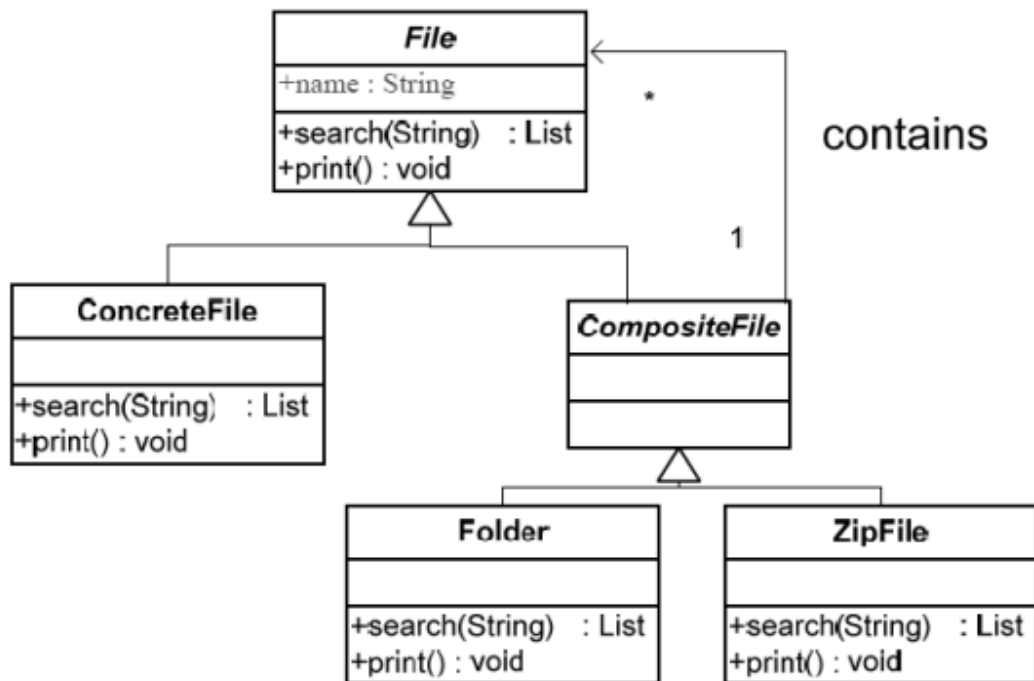 File
+name : String
+search(String) : List
+print() : void
*
contains
1
ConcreteFile
+search(String) : List
+print() : void
CompositeFile
Folder
+search(String) : List
+print() : void
ZipFile
+search(String) : List
+print() : void